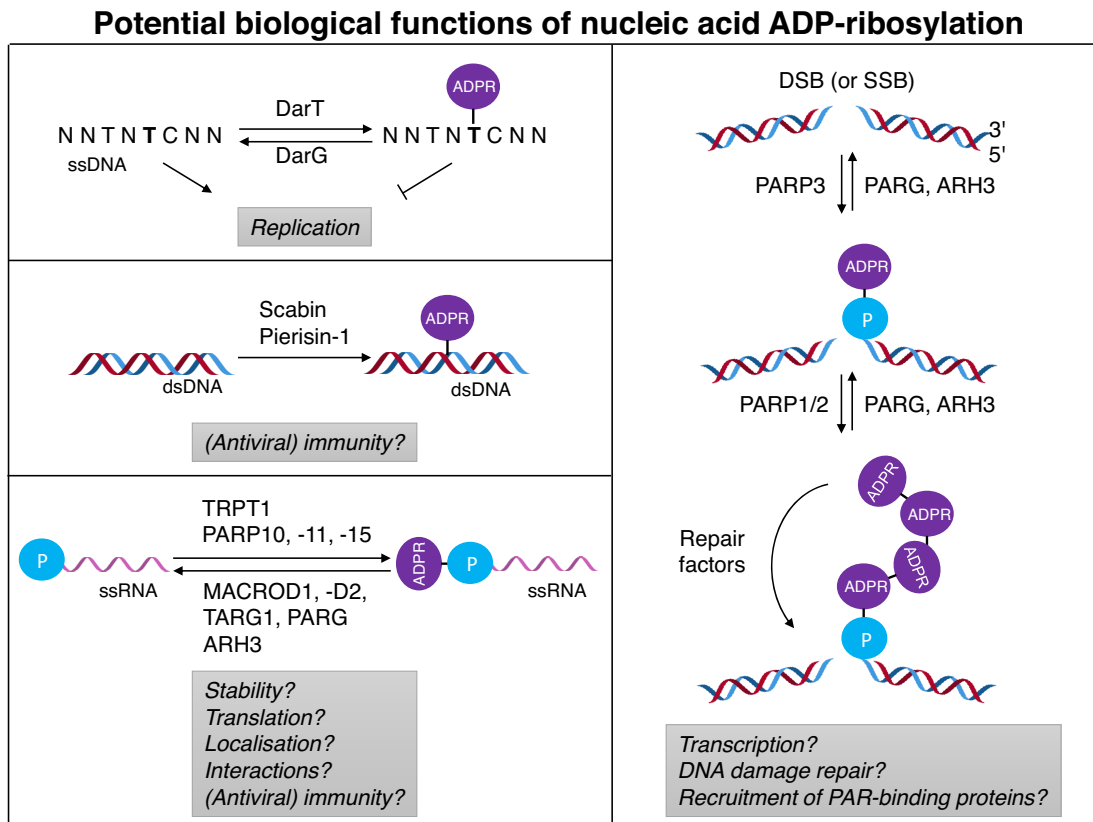 Potential biological functions of nucleic acid ADP-ribosylation
ADPR
DarT
N N T N T C N N
N N T N T C N N
DarG
ssDNA
Replication
Scabin
Pierisin-1
ADPR
dsDNA
dsDNA
(Antiviral) immunity?
TRPT1
PARP10, -11, -15
P
ADPR
P
ssRNA
ssRNA
MACROD1, -D2,
TARG1, PARG
ARH3
Stability?
Translation?
Localisation?
Interactions?
(Antiviral) immunity?
DSB (or SSB)
3'
5'
PARP3
PARG, ARH3
ADPR
P
PARP1/2
PARG, ARH3
ADPR
ADPR
Repair
factors
ADPR
ADPR
P
Transcription?
DNA damage repair?
Recruitment of PAR-binding proteins?